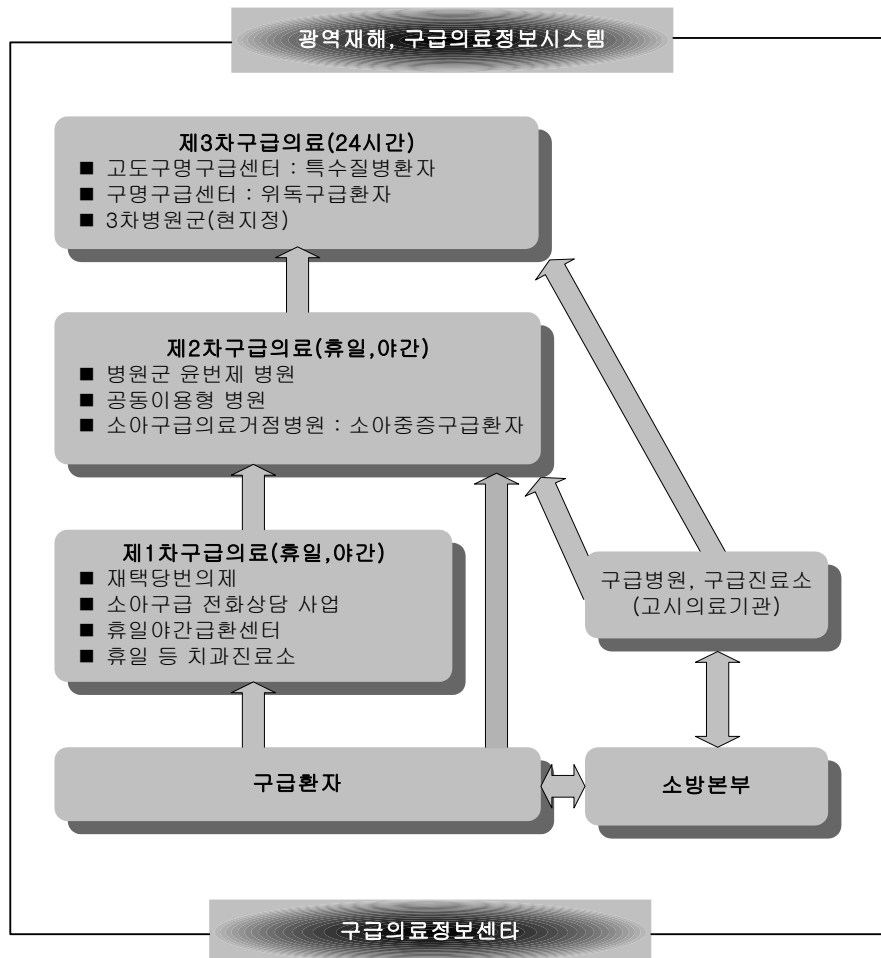 광역재해, 구급의료정보시스템
제3차구급의료(24시간)
■ 고도구명구급센터 : 특수질병환자
■ 구명구급센터 : 위독구급환자
■ 3차병원군(현지정)
제2차구급의료(휴일,야간)
■ 병원군 윤번제 병원
■ 공동이용형 병원
■ 소아구급의료거점병원 : 소아중증구급환자
제1차구급의료(휴일,야간)
■ 재택당번의제
■ 소아구급 전화상담 사업
■ 휴일야간급환센터
■ 휴일 등 치과진료소
구급병원, 구급진료소
(고시의료기관)
구급환자
소방본부
구급의료정보센타